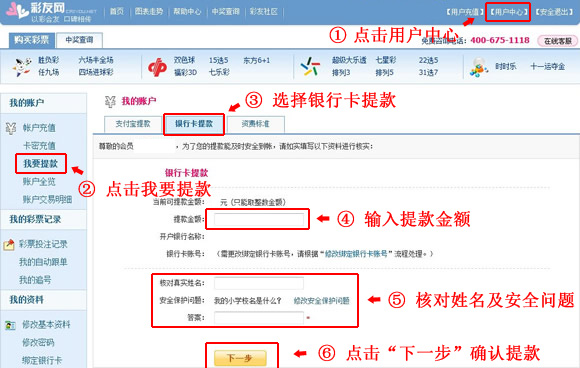 彩友网 CAIYOU.COM
以彩会友 口碑相传
首页 图表走势 帮助中心 中奖查询 彩友社区
【用户充值】 【用户中心】 【安全退出】
① 点击用户中心
购买彩票 中奖查询
免费咨询电话: 400-675-1118 在线客服
胜负彩 六场半全场 双色球 15选5 东方6+1 超级大乐透 七星彩 22选5 时时乐 十一运夺金
任九场 四场进球彩 福彩3D 七乐彩 排列3 排列5 31选7
我的账户
帐户充值
卡密充值
我要提款
账户全览
账户交易明细
② 点击我要提款
我的彩票记录
彩票投注记录
我的自动跟单
我的追号
我的资料
修改基本资料
修改密码
绑定银行卡
我的账户
③ 选择银行卡提款
支付宝提款 银行卡提款 资费标准
尊敬的会员 ,为了您的提款能及时安全到帐,请如实填写以下资料进行核实:
银行卡提款
当前可提款金额: 元(只能取整数金额)
提款金额:
④ 输入提款金额
开户银行名称:
银行卡账号: (需更改绑定银行卡账号,请根据“修改绑定银行卡账号”流程处理。)
核对真实姓名:
安全保护问题: 我的小学校名是什么? 修改安全保护问题
答案: *
⑤ 核对姓名及安全问题
下一步
⑥ 点击“下一步”确认提款